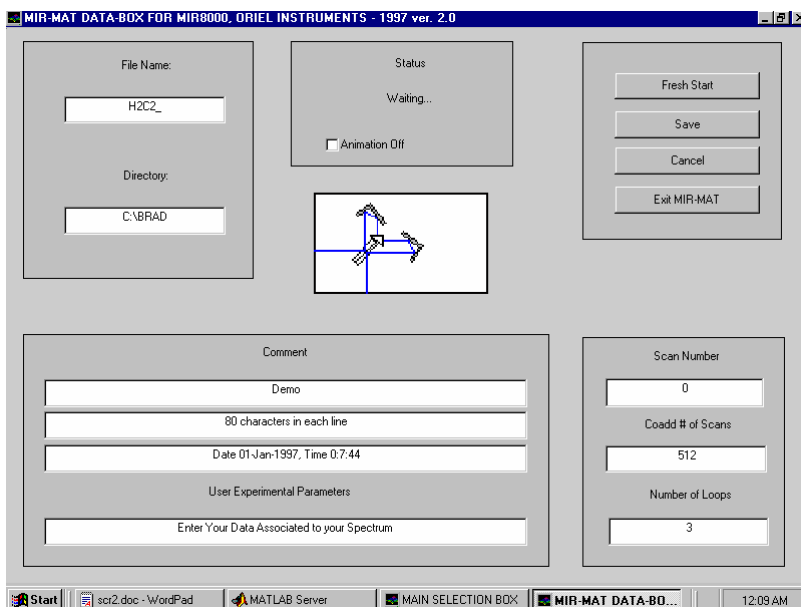 MIR-MAT DATA-BOX FOR MIR8000, ORIEL INSTRUMENTS - 1997 ver. 2.0
File Name:
H2C2_
Directory:
C:\BRAD
Status
Waiting...
Animation Off
Fresh Start
Save
Cancel
Exit MIR-MAT
Comment
Demo
80 characters in each line
Date 01-Jan-1997, Time 0:7:44
User Experimental Parameters
Enter Your Data Associated to your Spectrum
Scan Number
0
Coadd # of Scans
512
Number of Loops
3
Start
scr2.doc - WordPad
MATLAB Server
MAIN SELECTION BOX
MIR-MAT DATA-BO...
12:09 AM